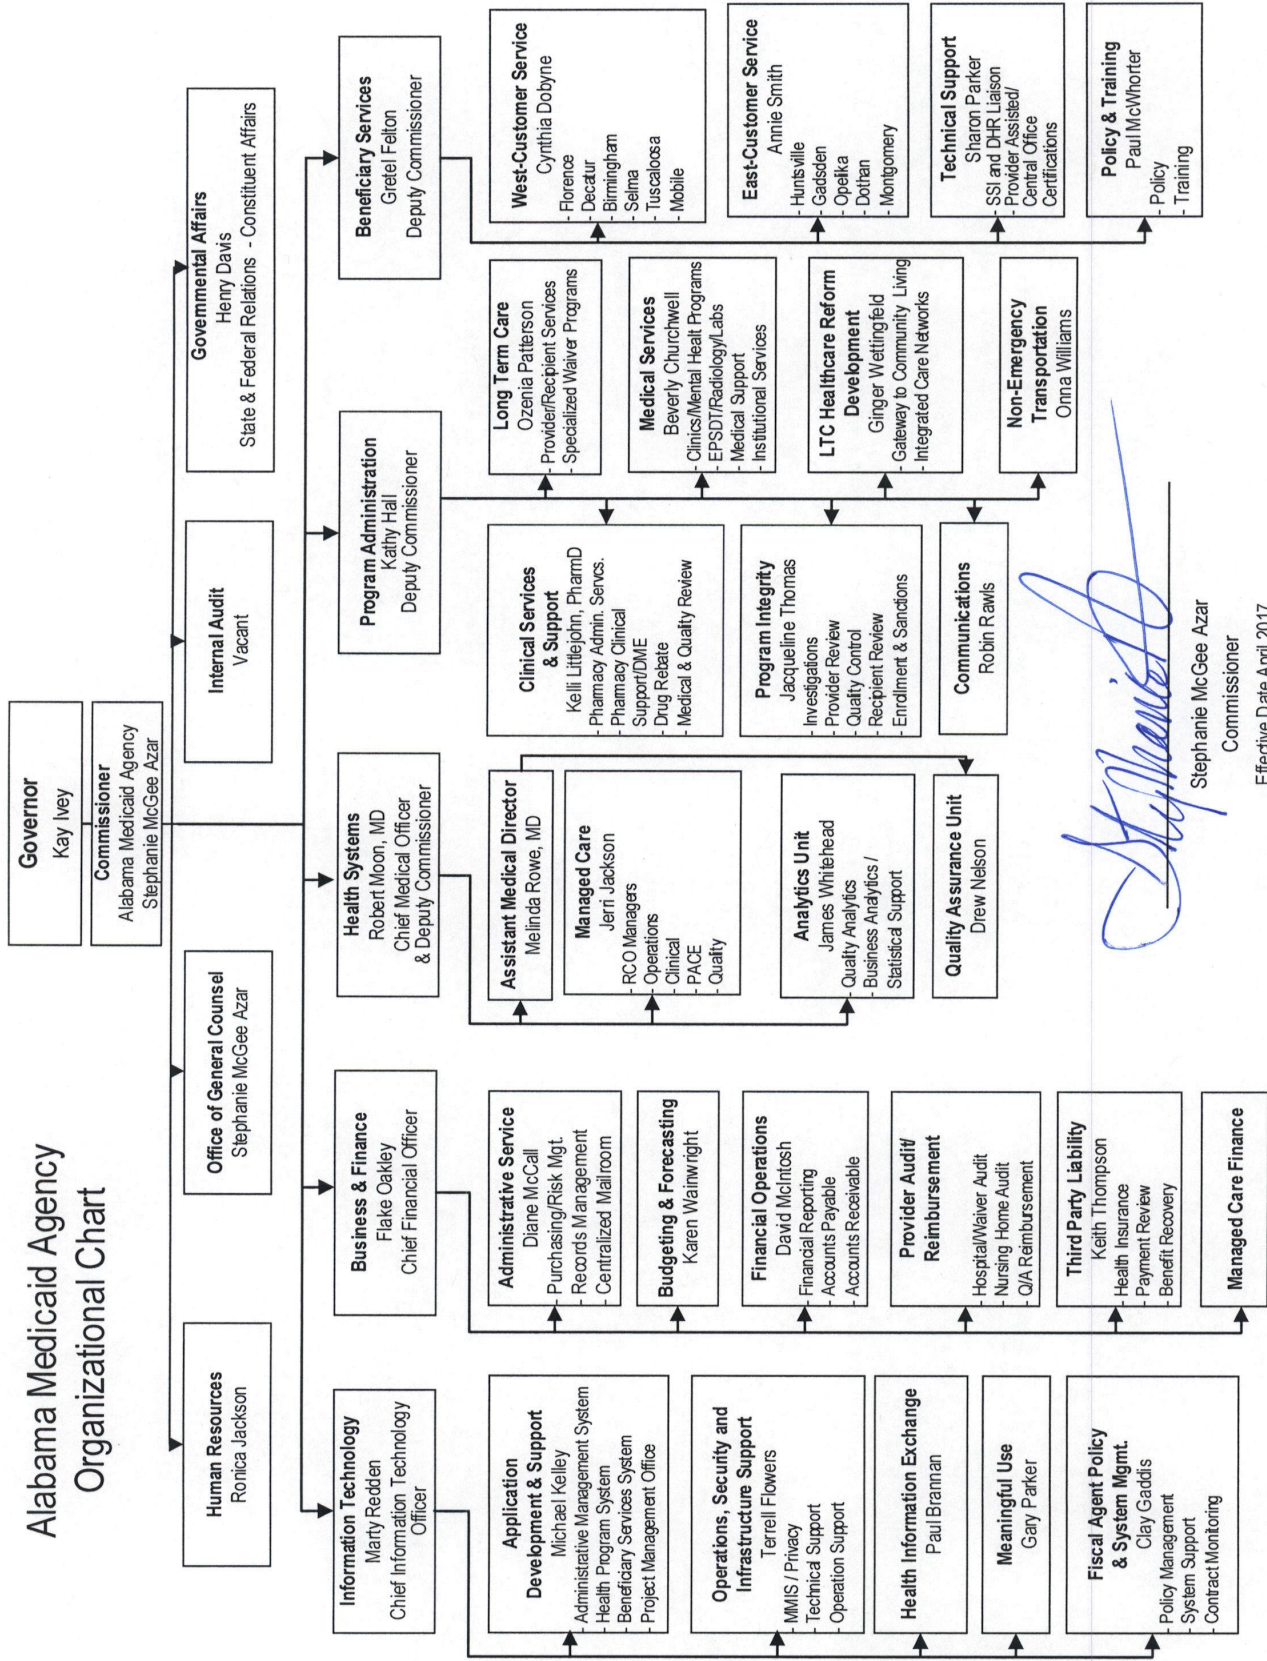 Alabama Medicaid Agency
Organizational Chart
Governor
Kay Ivey
Commissioner
Alabama Medicaid Agency
Stephanie McGee Azar
Human Resources
Ronica Jackson
Office of General Counsel
Stephanie McGee Azar
Internal Audit
Vacant
Governmental Affairs
Henry Davis
State & Federal Relations - Constituent Affairs
Information Technology
Marty Redden
Chief Information Technology
Officer
Business & Finance
Flake Oakley
Chief Financial Officer
Health Systems
Robert Moon, MD
Chief Medical Officer
& Deputy Commissioner
Program Administration
Kathy Hall
Deputy Commissioner
Beneficiary Services
Gretel Felton
Deputy Commissioner
Application
Development & Support
Michael Kelley
- Administrative Management System
- Health Program System
- Beneficiary Services System
- Project Management Office
Operations, Security and
Infrastructure Support
Terrell Flowers
- MMIS / Privacy
- Technical Support
- Operation Support
Health Information Exchange
Paul Brannan
Meaningful Use
Gary Parker
Fiscal Agent Policy
& System Mgmt.
Clay Gaddis
- Policy Management
- System Support
- Contract Monitoring
Administrative Service
Diane McCall
- Purchasing/Risk Mgt.
- Records Management
- Centralized Mailroom
Budgeting & Forecasting
Karen Wainwright
Financial Operations
David McIntosh
- Financial Reporting
- Accounts Payable
- Accounts Receivable
Provider Audit/
Reimbursement
- Hospital/Waiver Audit
- Nursing Home Audit
- Q/A Reimbursement
Third Party Liability
Keith Thompson
- Health Insurance
- Payment Review
- Benefit Recovery
Managed Care Finance
Assistant Medical Director
Melinda Rowe, MD
Managed Care
Jerri Jackson
- RCO Managers
- Operations
- Clinical
- PACE
- Quality
Analytics Unit
James Whitehead
- Quality Analytics
- Business Analytics /
Statistical Support
Quality Assurance Unit
Drew Nelson
Clinical Services
& Support
Kelli Littlejohn, PharmD
- Pharmacy Admin. Servcs.
- Pharmacy Clinical
Support/DME
- Drug Rebate
- Medical & Quality Review
Program Integrity
Jacqueline Thomas
- Investigations
- Provider Review
- Quality Control
- Recipient Review
- Enrollment & Sanctions
Communications
Robin Rawls
Long Term Care
Ozenia Patterson
- Provider/Recipient Services
- Specialized Waiver Programs
Medical Services
Beverly Churchwell
- Clinics/Mental Healt Programs
- EPSDT/Radiology/Labs
- Medical Support
- Institutional Services
LTC Healthcare Reform
Development
Ginger Wettingfeld
- Gateway to Community Living
- Integrated Care Networks
Non-Emergency
Transportation
Onna Williams
West-Customer Service
Cynthia Dobyne
- Florence
- Decatur
- Birmingham
- Selma
- Tuscaloosa
- Mobile
East-Customer Service
Annie Smith
- Huntsville
- Gadsden
- Opelika
- Dothan
- Montgomery
Technical Support
Sharon Parker
- SSI and DHR Liaison
- Provider Assisted/
Central Office
Certifications
Policy & Training
Paul McWhorter
- Policy
- Training
Stephanie McGee Azar
Commissioner
Effective Date April 2017